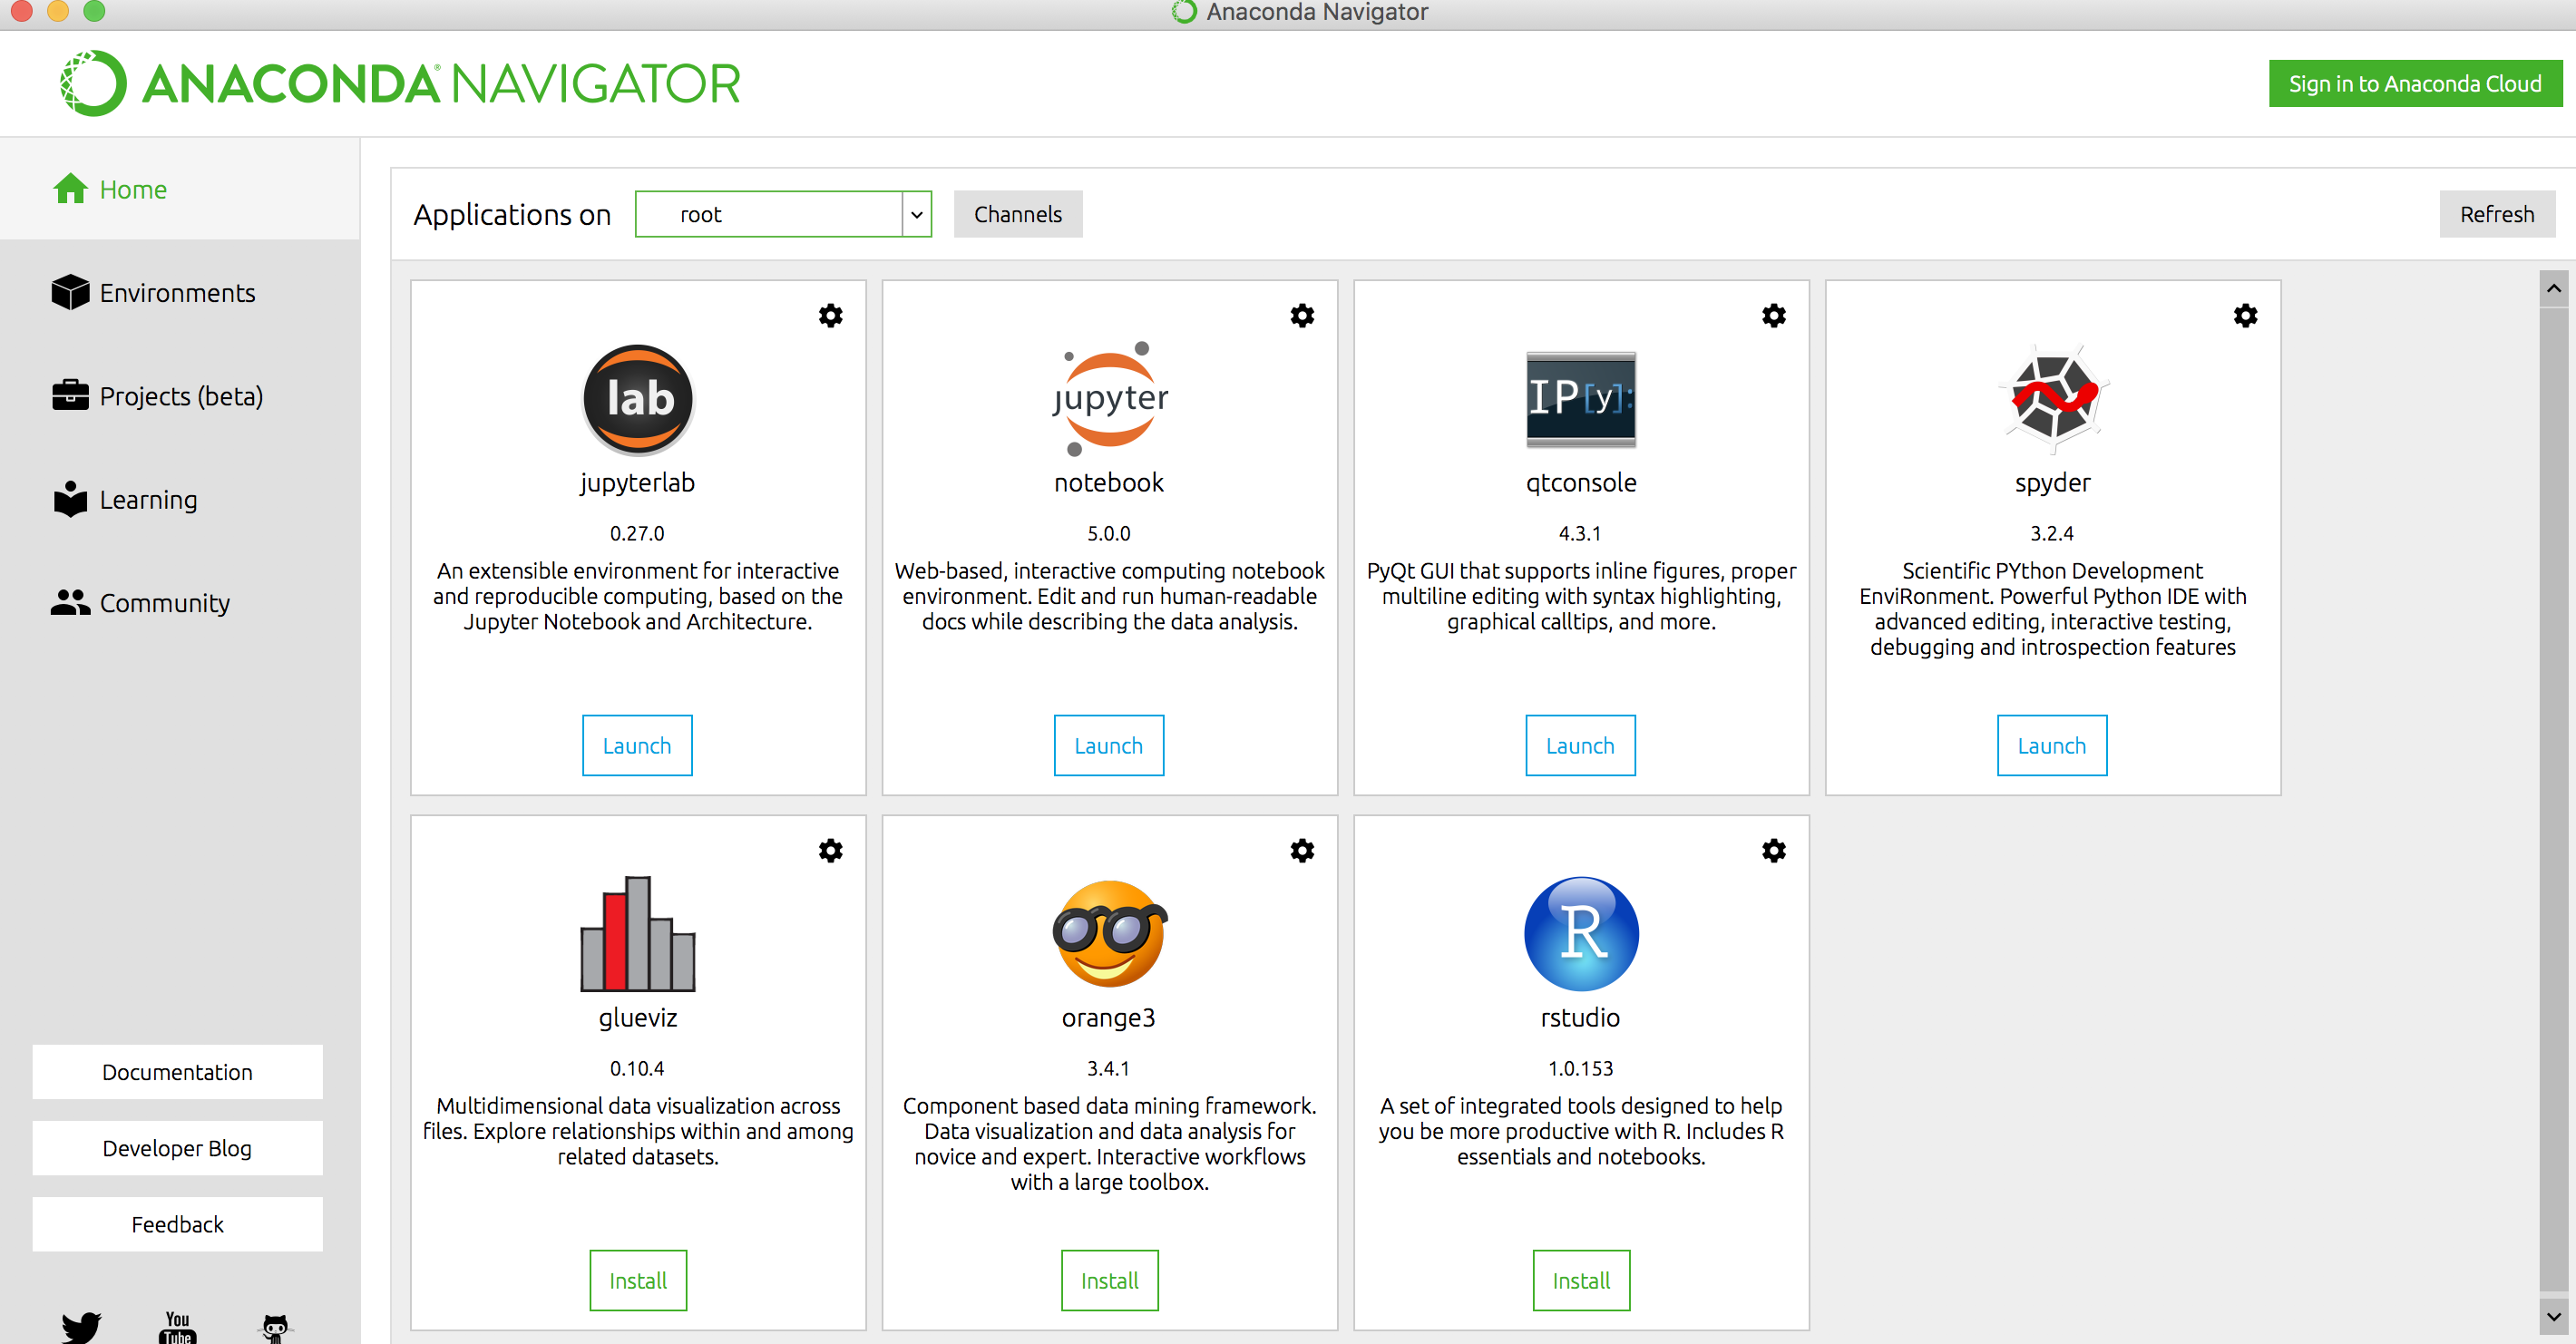 Anaconda Navigator
ANACONDA® NAVIGATOR
Sign in to Anaconda Cloud
Home
Environments
Projects (beta)
Learning
Community
Documentation
Developer Blog
Feedback
You
Tube
Applications on
root
Channels
Refresh
lab
jupyterlab
0.27.0
An extensible environment for interactive
and reproducible computing, based on the
Jupyter Notebook and Architecture.
Launch
jupyter
notebook
5.0.0
Web-based, interactive computing notebook
environment. Edit and run human-readable
docs while describing the data analysis.
Launch
IP[y]:
qtconsole
4.3.1
PyQt GUI that supports inline figures, proper
multiline editing with syntax highlighting,
graphical calltips, and more.
Launch
spyder
3.2.4
Scientific PYthon Development
EnviRonment. Powerful Python IDE with
advanced editing, interactive testing,
debugging and introspection features
Launch
glueviz
0.10.4
Multidimensional data visualization across
files. Explore relationships within and among
related datasets.
Install
orange3
3.4.1
Component based data mining framework.
Data visualization and data analysis for
novice and expert. Interactive workflows
with a large toolbox.
Install
R
rstudio
1.0.153
A set of integrated tools designed to help
you be more productive with R. Includes R
essentials and notebooks.
Install